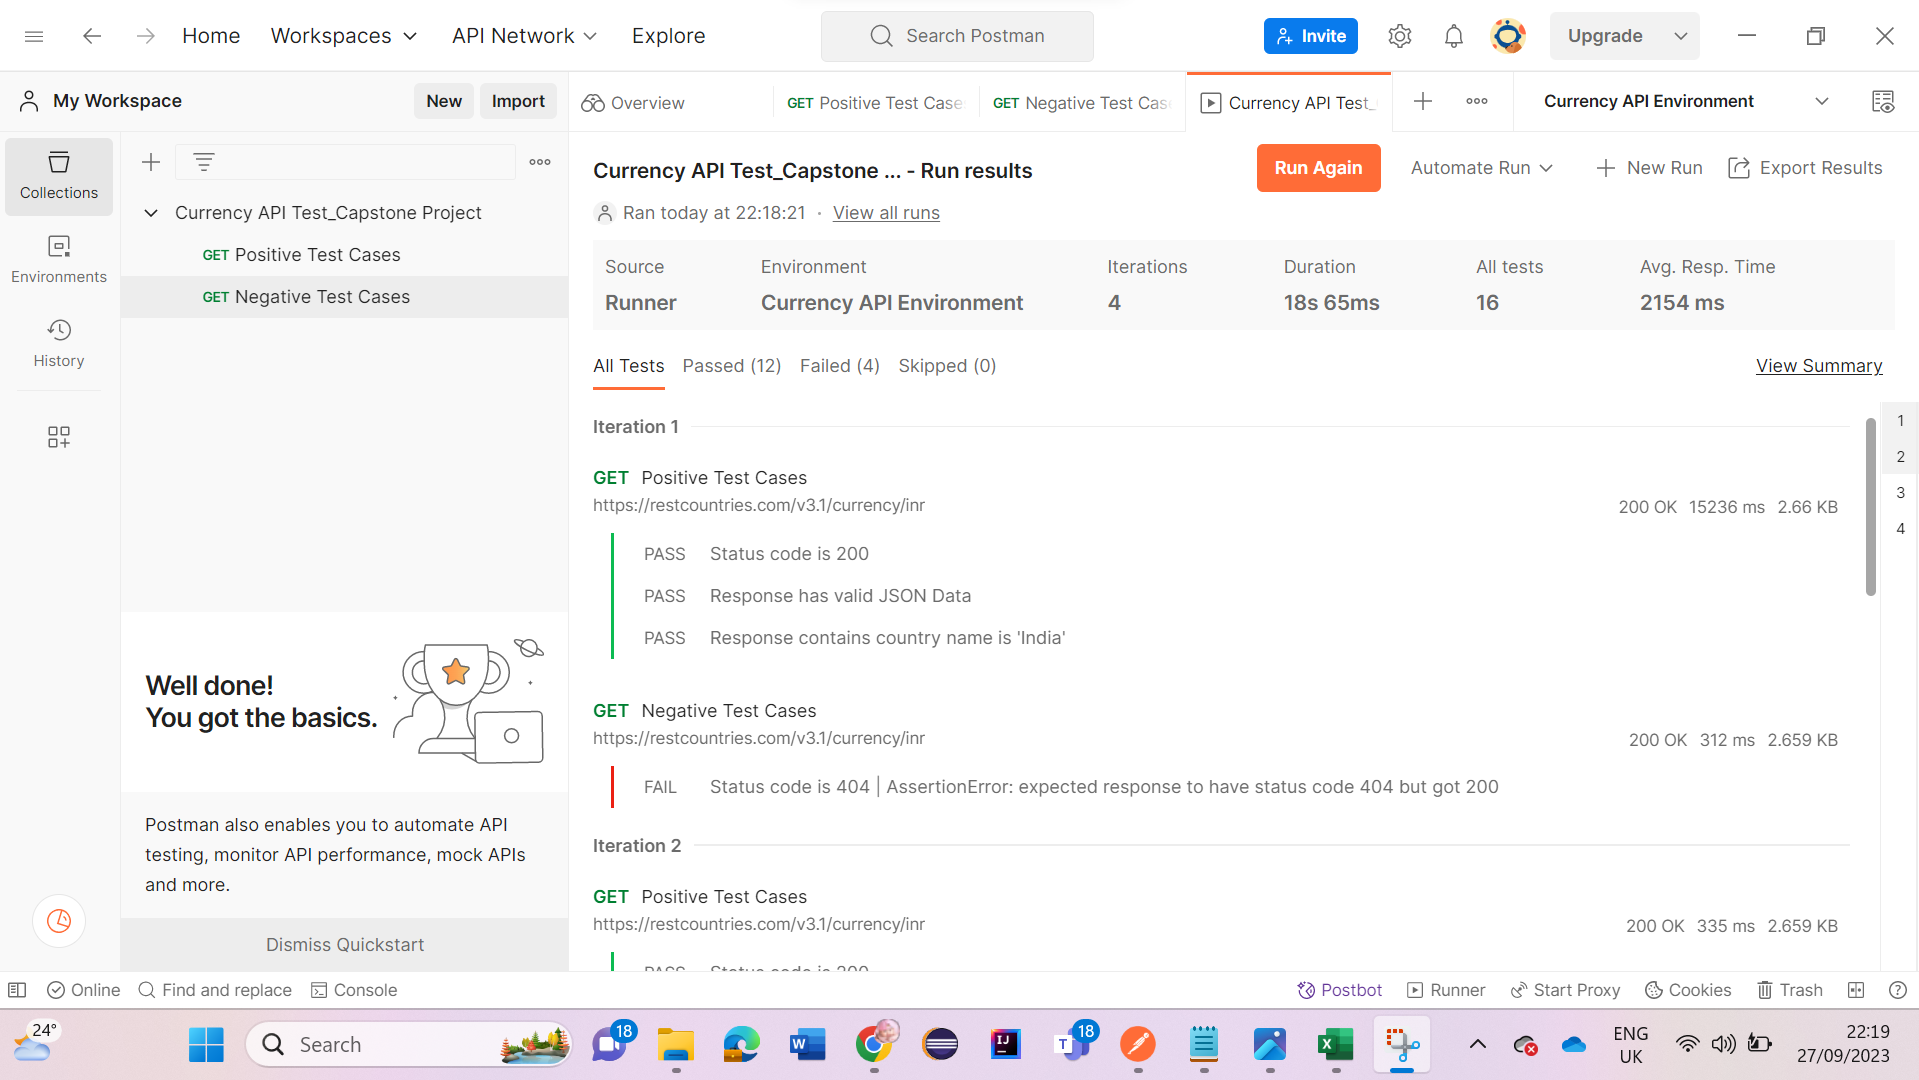 Home
Workspaces
API Network
Explore
Search Postman
Invite
Upgrade
My Workspace
New
Import
Overview
GET Positive Test Case
GET Negative Test Cas
Currency API Test_
Currency API Environment
Collections
Environments
History
Currency API Test_Capstone Project
GET Positive Test Cases
GET Negative Test Cases
Well done!
You got the basics.
Postman also enables you to automate API
testing, monitor API performance, mock APIs
and more.
Dismiss Quickstart
Currency API Test_Capstone ... - Run results
Run Again
Automate Run
New Run
Export Results
Ran today at 22:18:21 · View all runs
Source
Environment
Iterations
Duration
All tests
Avg. Resp. Time
Runner
Currency API Environment
4
18s 65ms
16
2154 ms
All Tests
Passed (12)
Failed (4)
Skipped (0)
View Summary
1
2
3
4
Iteration 1
GET Positive Test Cases
https://restcountries.com/v3.1/currency/inr
200 OK 15236 ms 2.66 KB
PASS Status code is 200
PASS Response has valid JSON Data
PASS Response contains country name is 'India'
GET Negative Test Cases
https://restcountries.com/v3.1/currency/inr
200 OK 312 ms 2.659 KB
FAIL Status code is 404 | AssertionError: expected response to have status code 404 but got 200
Iteration 2
GET Positive Test Cases
https://restcountries.com/v3.1/currency/inr
200 OK 335 ms 2.659 KB
PASS Status code is 200
Online
Find and replace
Console
Postbot
Runner
Start Proxy
Cookies
Trash
24°
Search
18
W
IJ
T
18
X
ENG
UK
22:19
27/09/2023